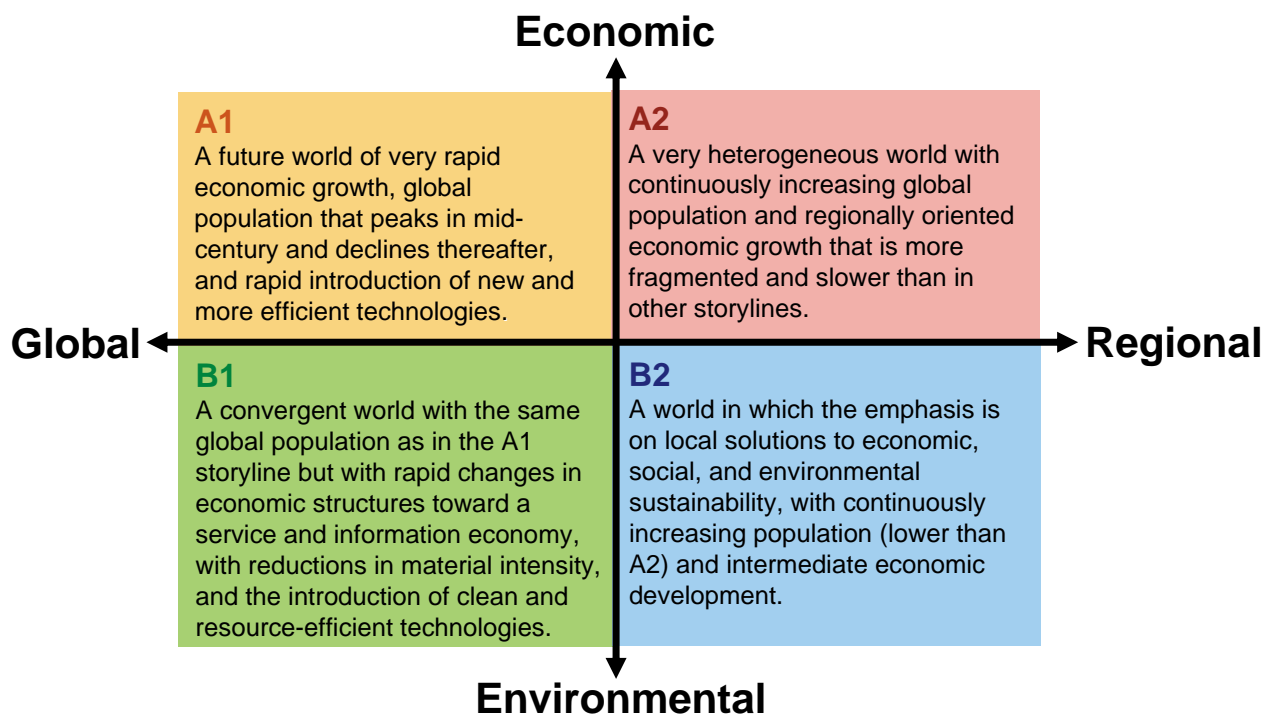 Economic
A1
A future world of very rapid
economic growth, global
population that peaks in mid-
century and declines thereafter,
and rapid introduction of new and
more efficient technologies.
A2
A very heterogeneous world with
continuously increasing global
population and regionally oriented
economic growth that is more
fragmented and slower than in
other storylines.
Global
Regional
B1
A convergent world with the same
global population as in the A1
storyline but with rapid changes in
economic structures toward a
service and information economy,
with reductions in material intensity,
and the introduction of clean and
resource-efficient technologies.
B2
A world in which the emphasis is
on local solutions to economic,
social, and environmental
sustainability, with continuously
increasing population (lower than
A2) and intermediate economic
development.
Environmental